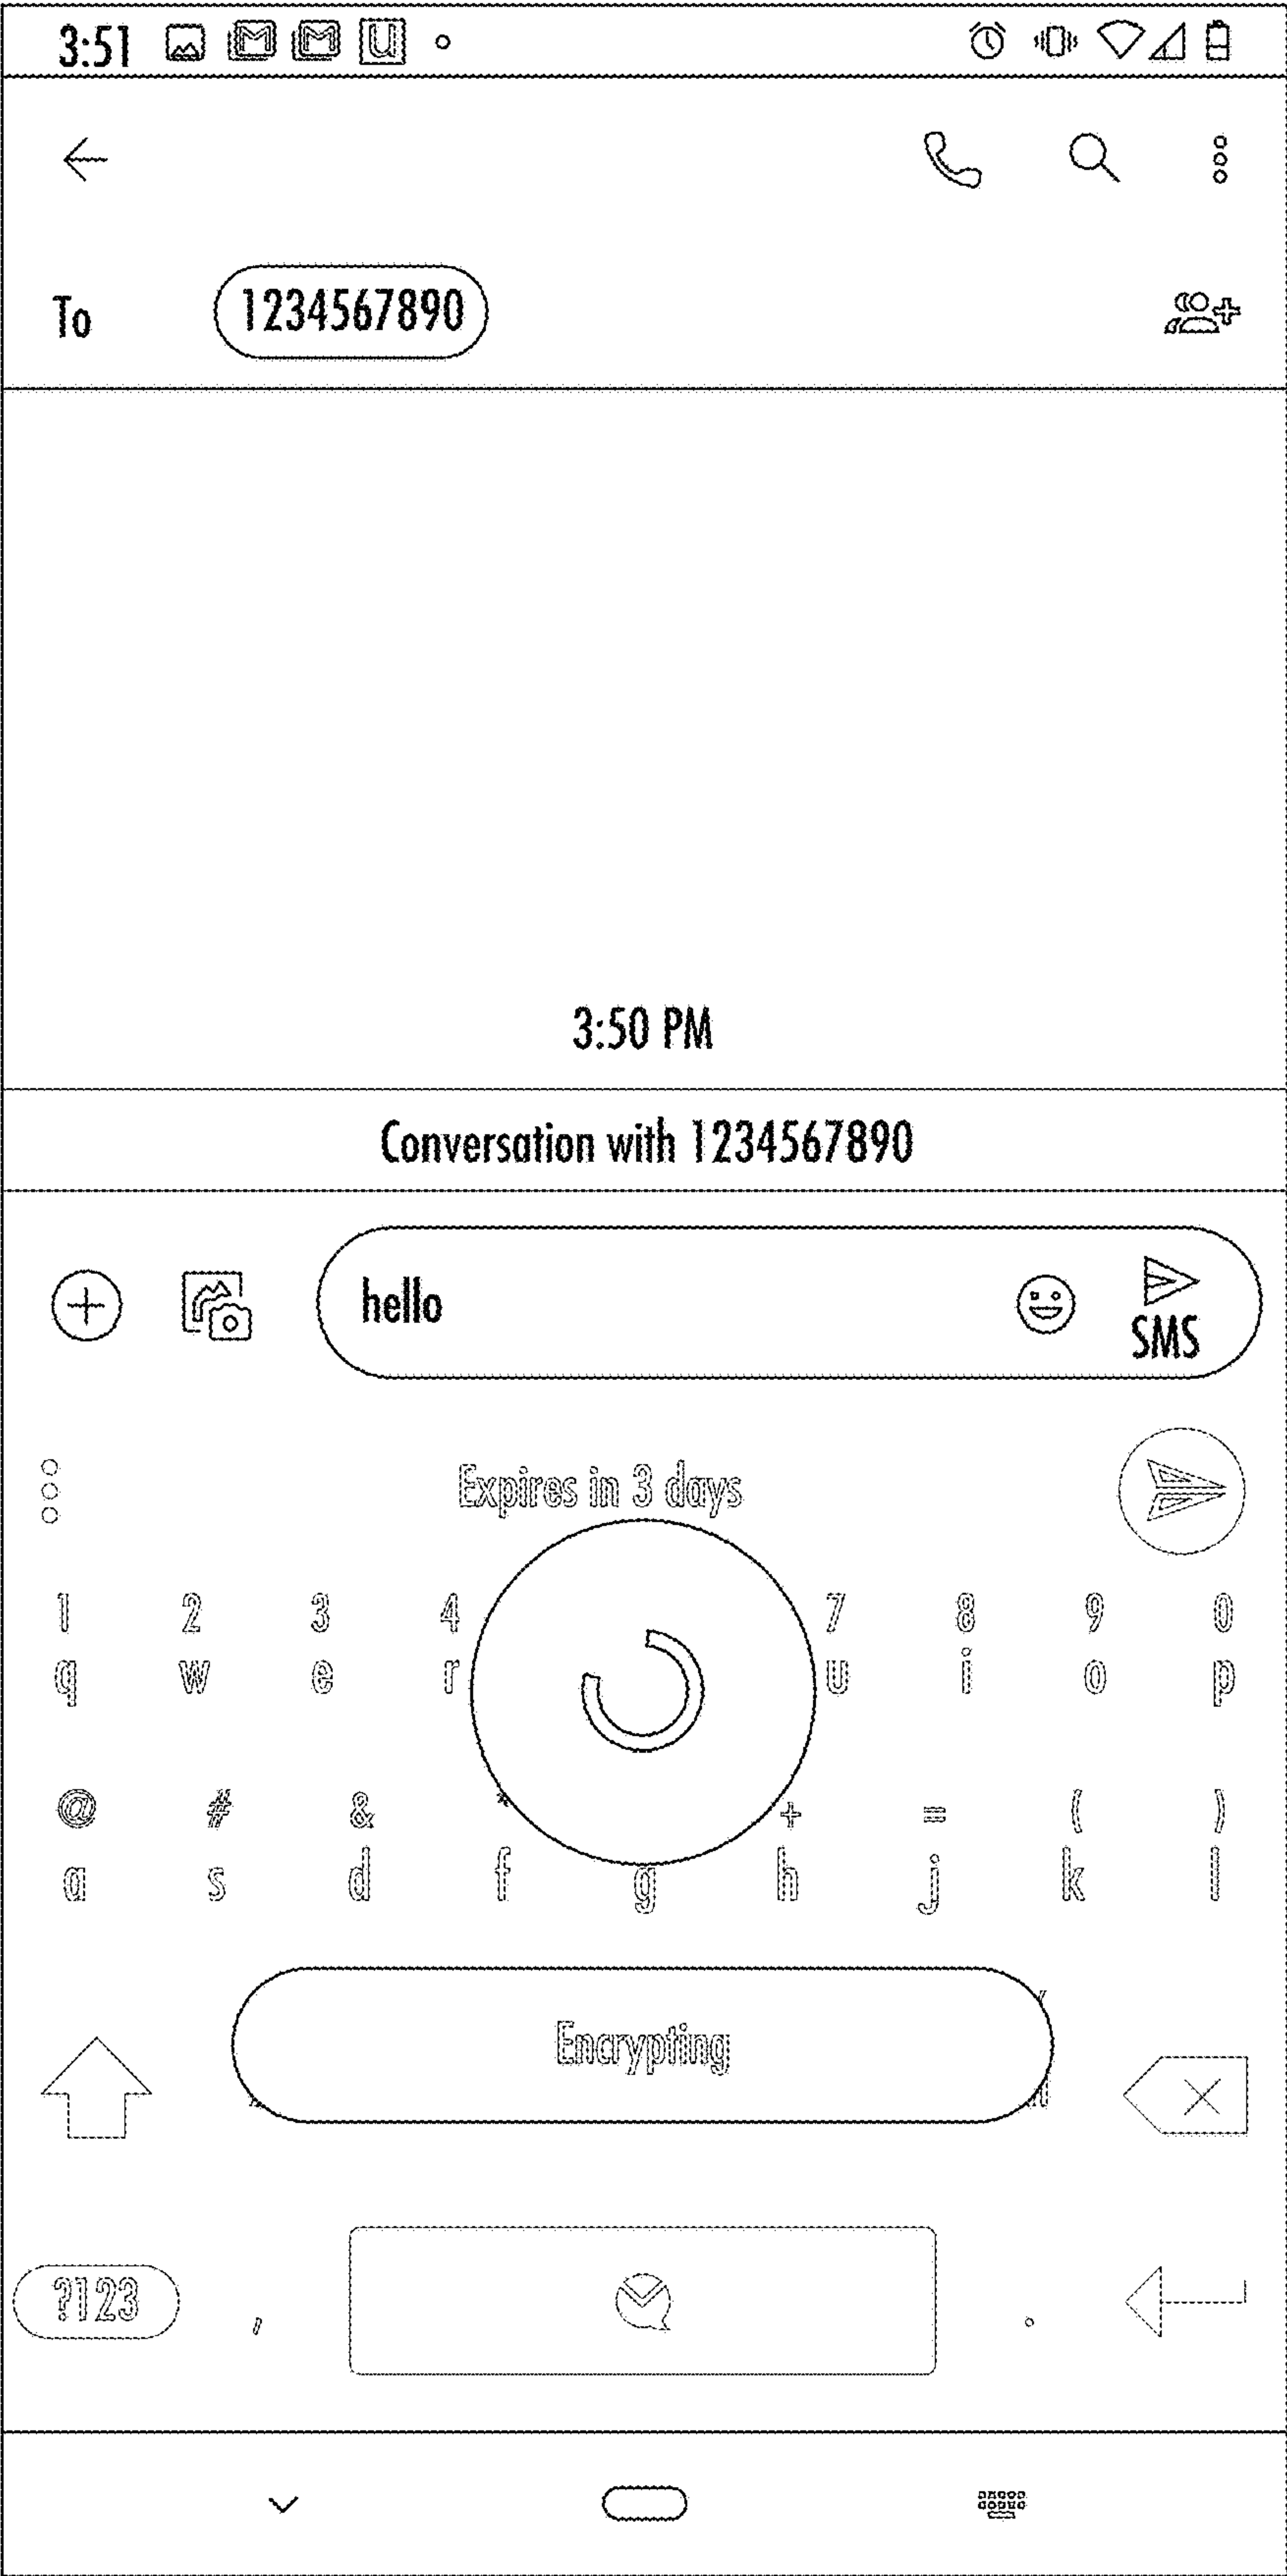 3:51
To 1234567890
3:50 PM
Conversation with 1234567890
hello
SMS
Expires in 3 days
1 2 3 4 7 8 9 0
q w e r u i o p
@ # & * + = ( )
a s d f g h j k l
Encrypting
?123 , .